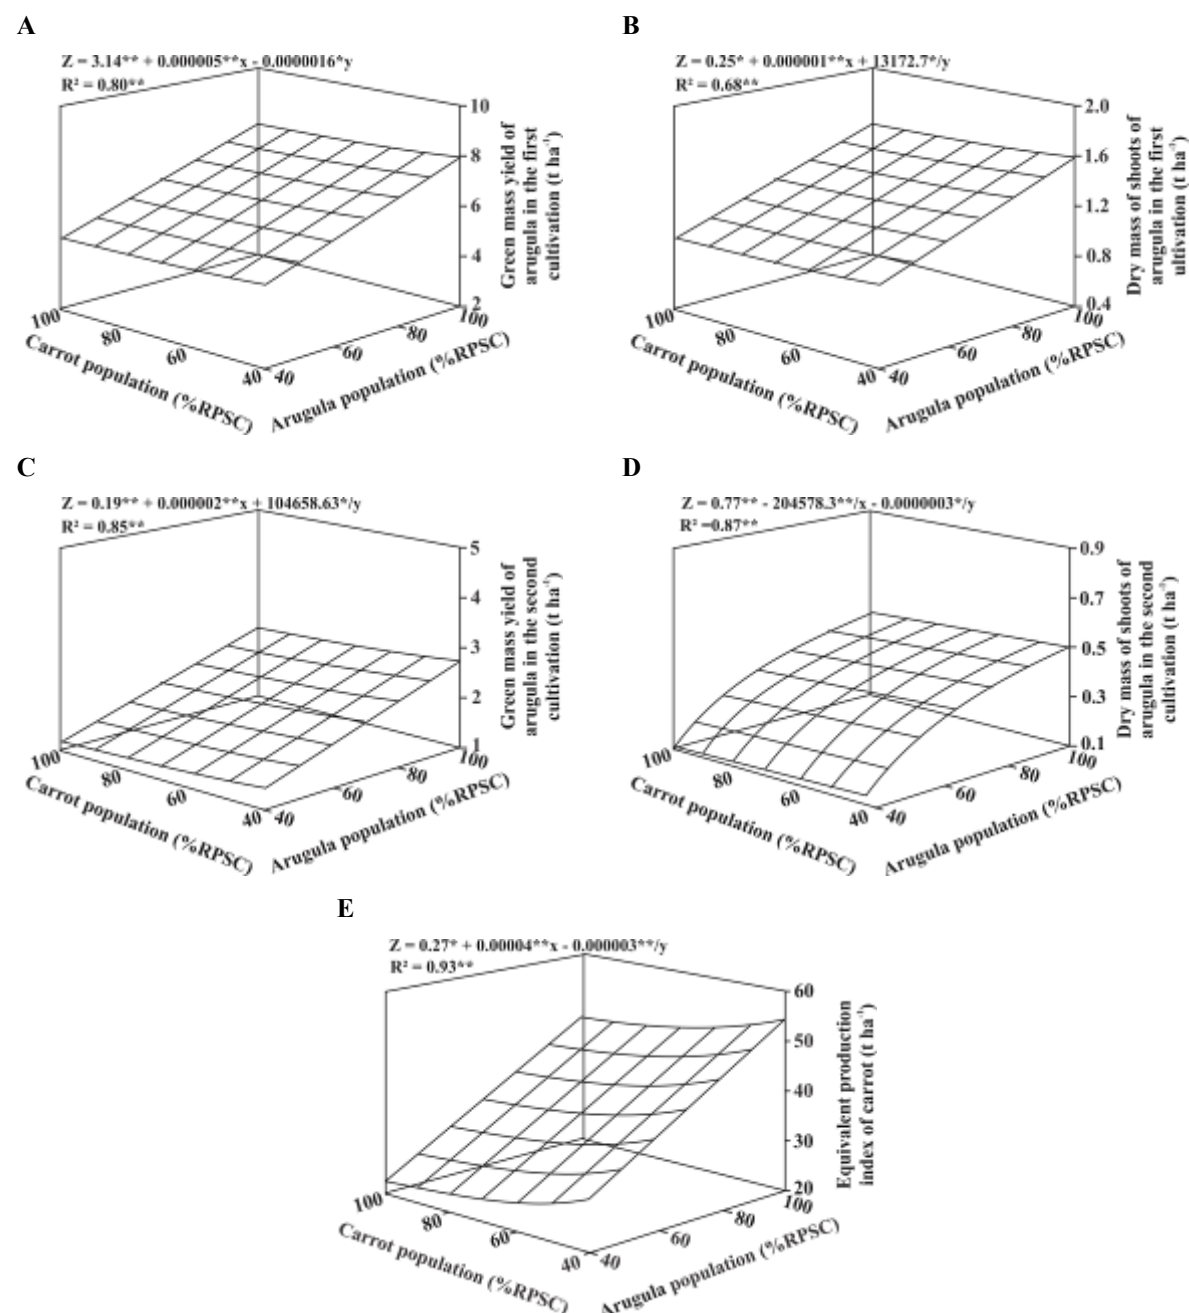 A
Z = 3.14** + 0.000005**x - 0.0000016*y
R² = 0.80**
10
8
6
4
2
Green mass yield of
arugula in the first
cultivation (t ha⁻¹)
100
80
60
40
Carrot population (%RPSC)
40
60
80
100
Arugula population (%RPSC)
B
Z = 0.25* + 0.000001**x + 13172.7*/y
R² = 0.68**
2.0
1.6
1.2
0.8
0.4
Dry mass of shoots of
arugula in the first
ultivation (t ha⁻¹)
100
80
60
40
Carrot population (%RPSC)
40
60
80
100
Arugula population (%RPSC)
C
Z = 0.19** + 0.000002**x + 104658.63*/y
R² = 0.85**
5
4
3
2
1
Green mass yield of
arugula in the second
cultivation (t ha⁻¹)
100
80
60
40
Carrot population (%RPSC)
40
60
80
100
Arugula population (%RPSC)
D
Z = 0.77** - 204578.3**/x - 0.0000003*/y
R² =0.87**
0.9
0.7
0.5
0.3
0.1
Dry mass of shoots of
arugula in the second
cultivation (t ha⁻¹)
100
80
60
40
Carrot population (%RPSC)
40
60
80
100
Arugula population (%RPSC)
E
Z = 0.27* + 0.00004**x - 0.000003**/y
R² = 0.93**
60
50
40
30
20
Equivalent production
index of carrot (t ha⁻¹)
100
80
60
40
Carrot population (%RPSC)
40
60
80
100
Arugula population (%RPSC)